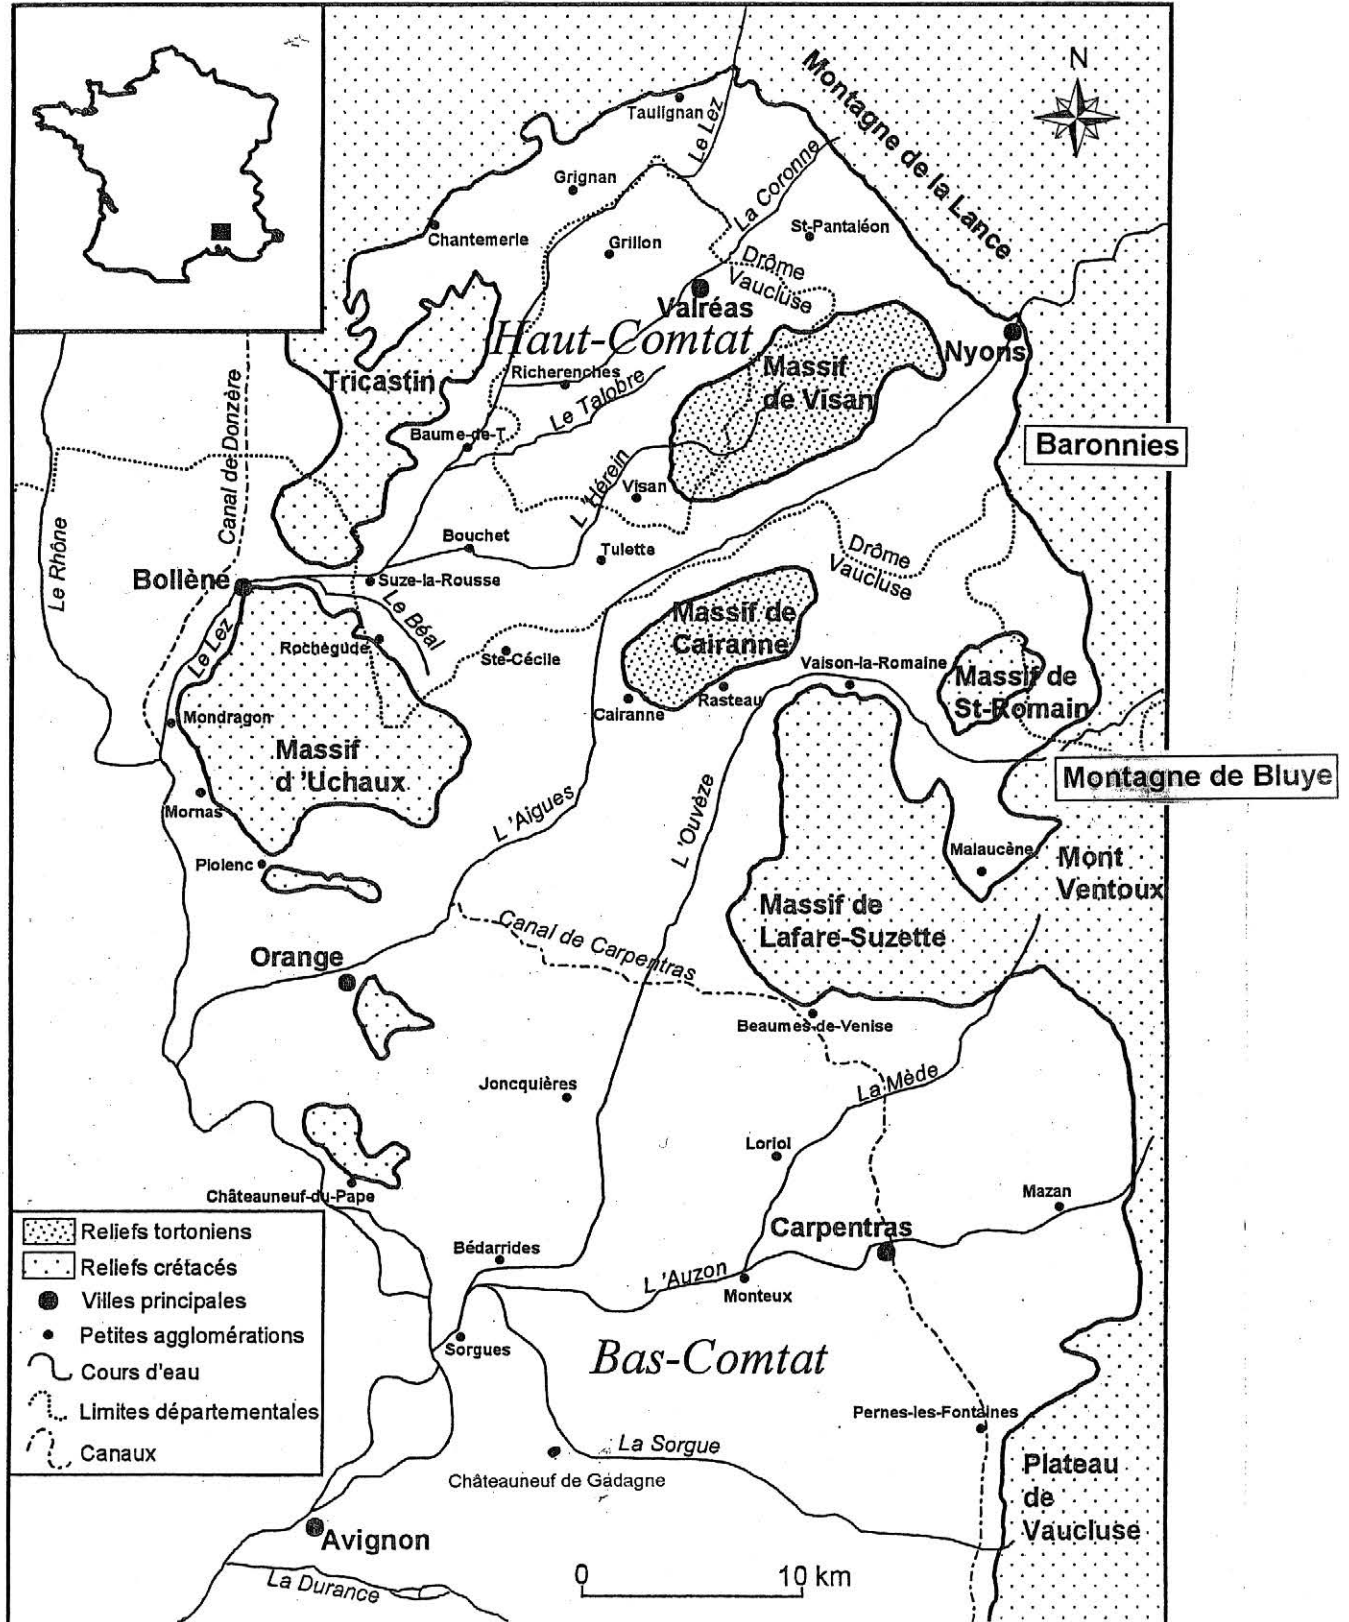 N
Montagne de la Lance
Taulignan
Le Lez
La Coronne
Grignan
St-Pantaléon
Chantemerle
Grillon
Drôme
Vaucluse
Valréas
Haut-Comtat
Nyons
Tricastin
Richerenches
Massif
de Visan
Le Talobre
Canal de Donzère
Baume-de-T.
Baronnies
L'Hérein
Visan
Le Rhône
Bouchet
Tulette
Drôme
Vaucluse
Bollène
Suze-la-Rousse
Le Béal
Massif de
Cairanne
Le Lez
Rochegude
Ste-Cécile
Vaison-la-Romaine
Massif de
St-Romain
Rasteau
Cairanne
Mondragon
Massif
d'Uchaux
Montagne de Bluye
Mornas
L'Aigues
L'Ouvèze
Malaucène
Mont
Ventoux
Piolenc
Massif de
Lafare-Suzette
Canal de Carpentras
Orange
Beaumes-de-Venise
La Mède
Joncquières
Loriol
Mazan
Châteauneuf-du-Pape
Carpentras
Bédarrides
L'Auzon
Monteux
Sorgues
Bas-Comtat
Pernes-les-Fontaines
La Sorgue
Châteauneuf de Gadagne
Plateau
de
Vaucluse
Avignon
La Durance
0 10 km
Reliefs tortoniens
Reliefs crétacés
Villes principales
Petites agglomérations
Cours d'eau
Limites départementales
Canaux